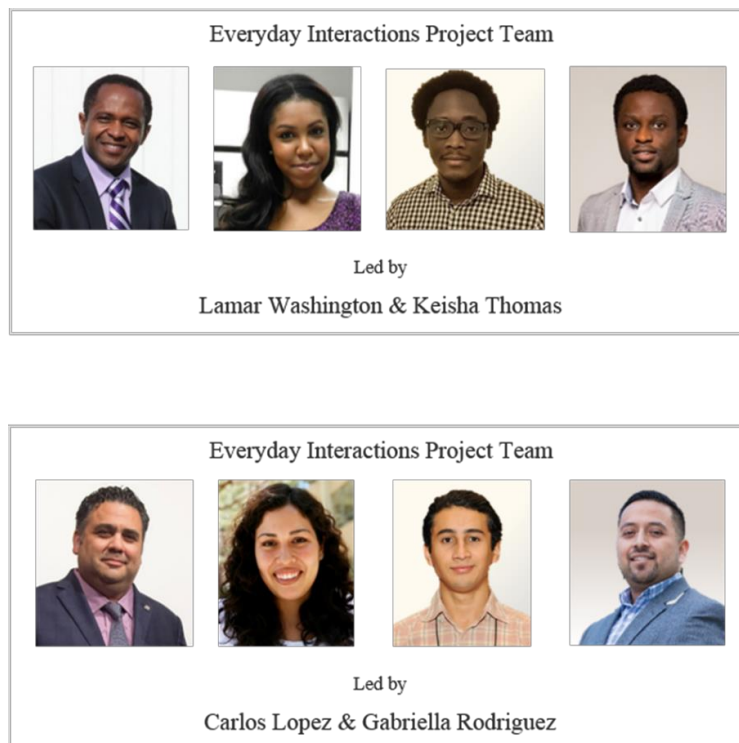 Everyday Interactions Project Team
Led by
Lamar Washington & Keisha Thomas
Everyday Interactions Project Team
Led by
Carlos Lopez & Gabriella Rodriguez